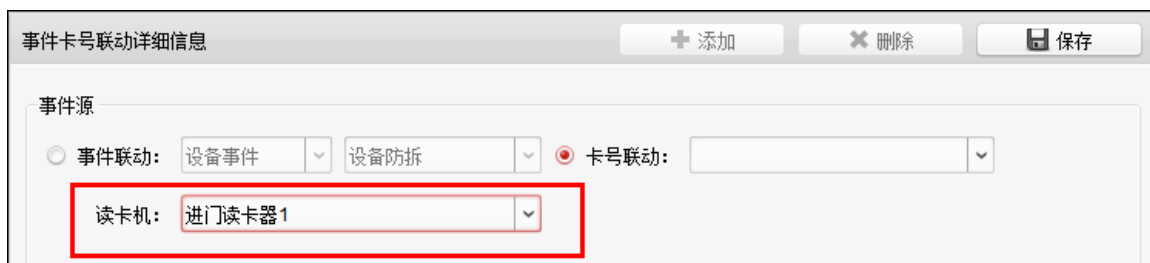 事件卡号联动详细信息 添加 删除 保存
事件源
事件联动： 设备事件 设备防拆 卡号联动：
读卡机： 进门读卡器1